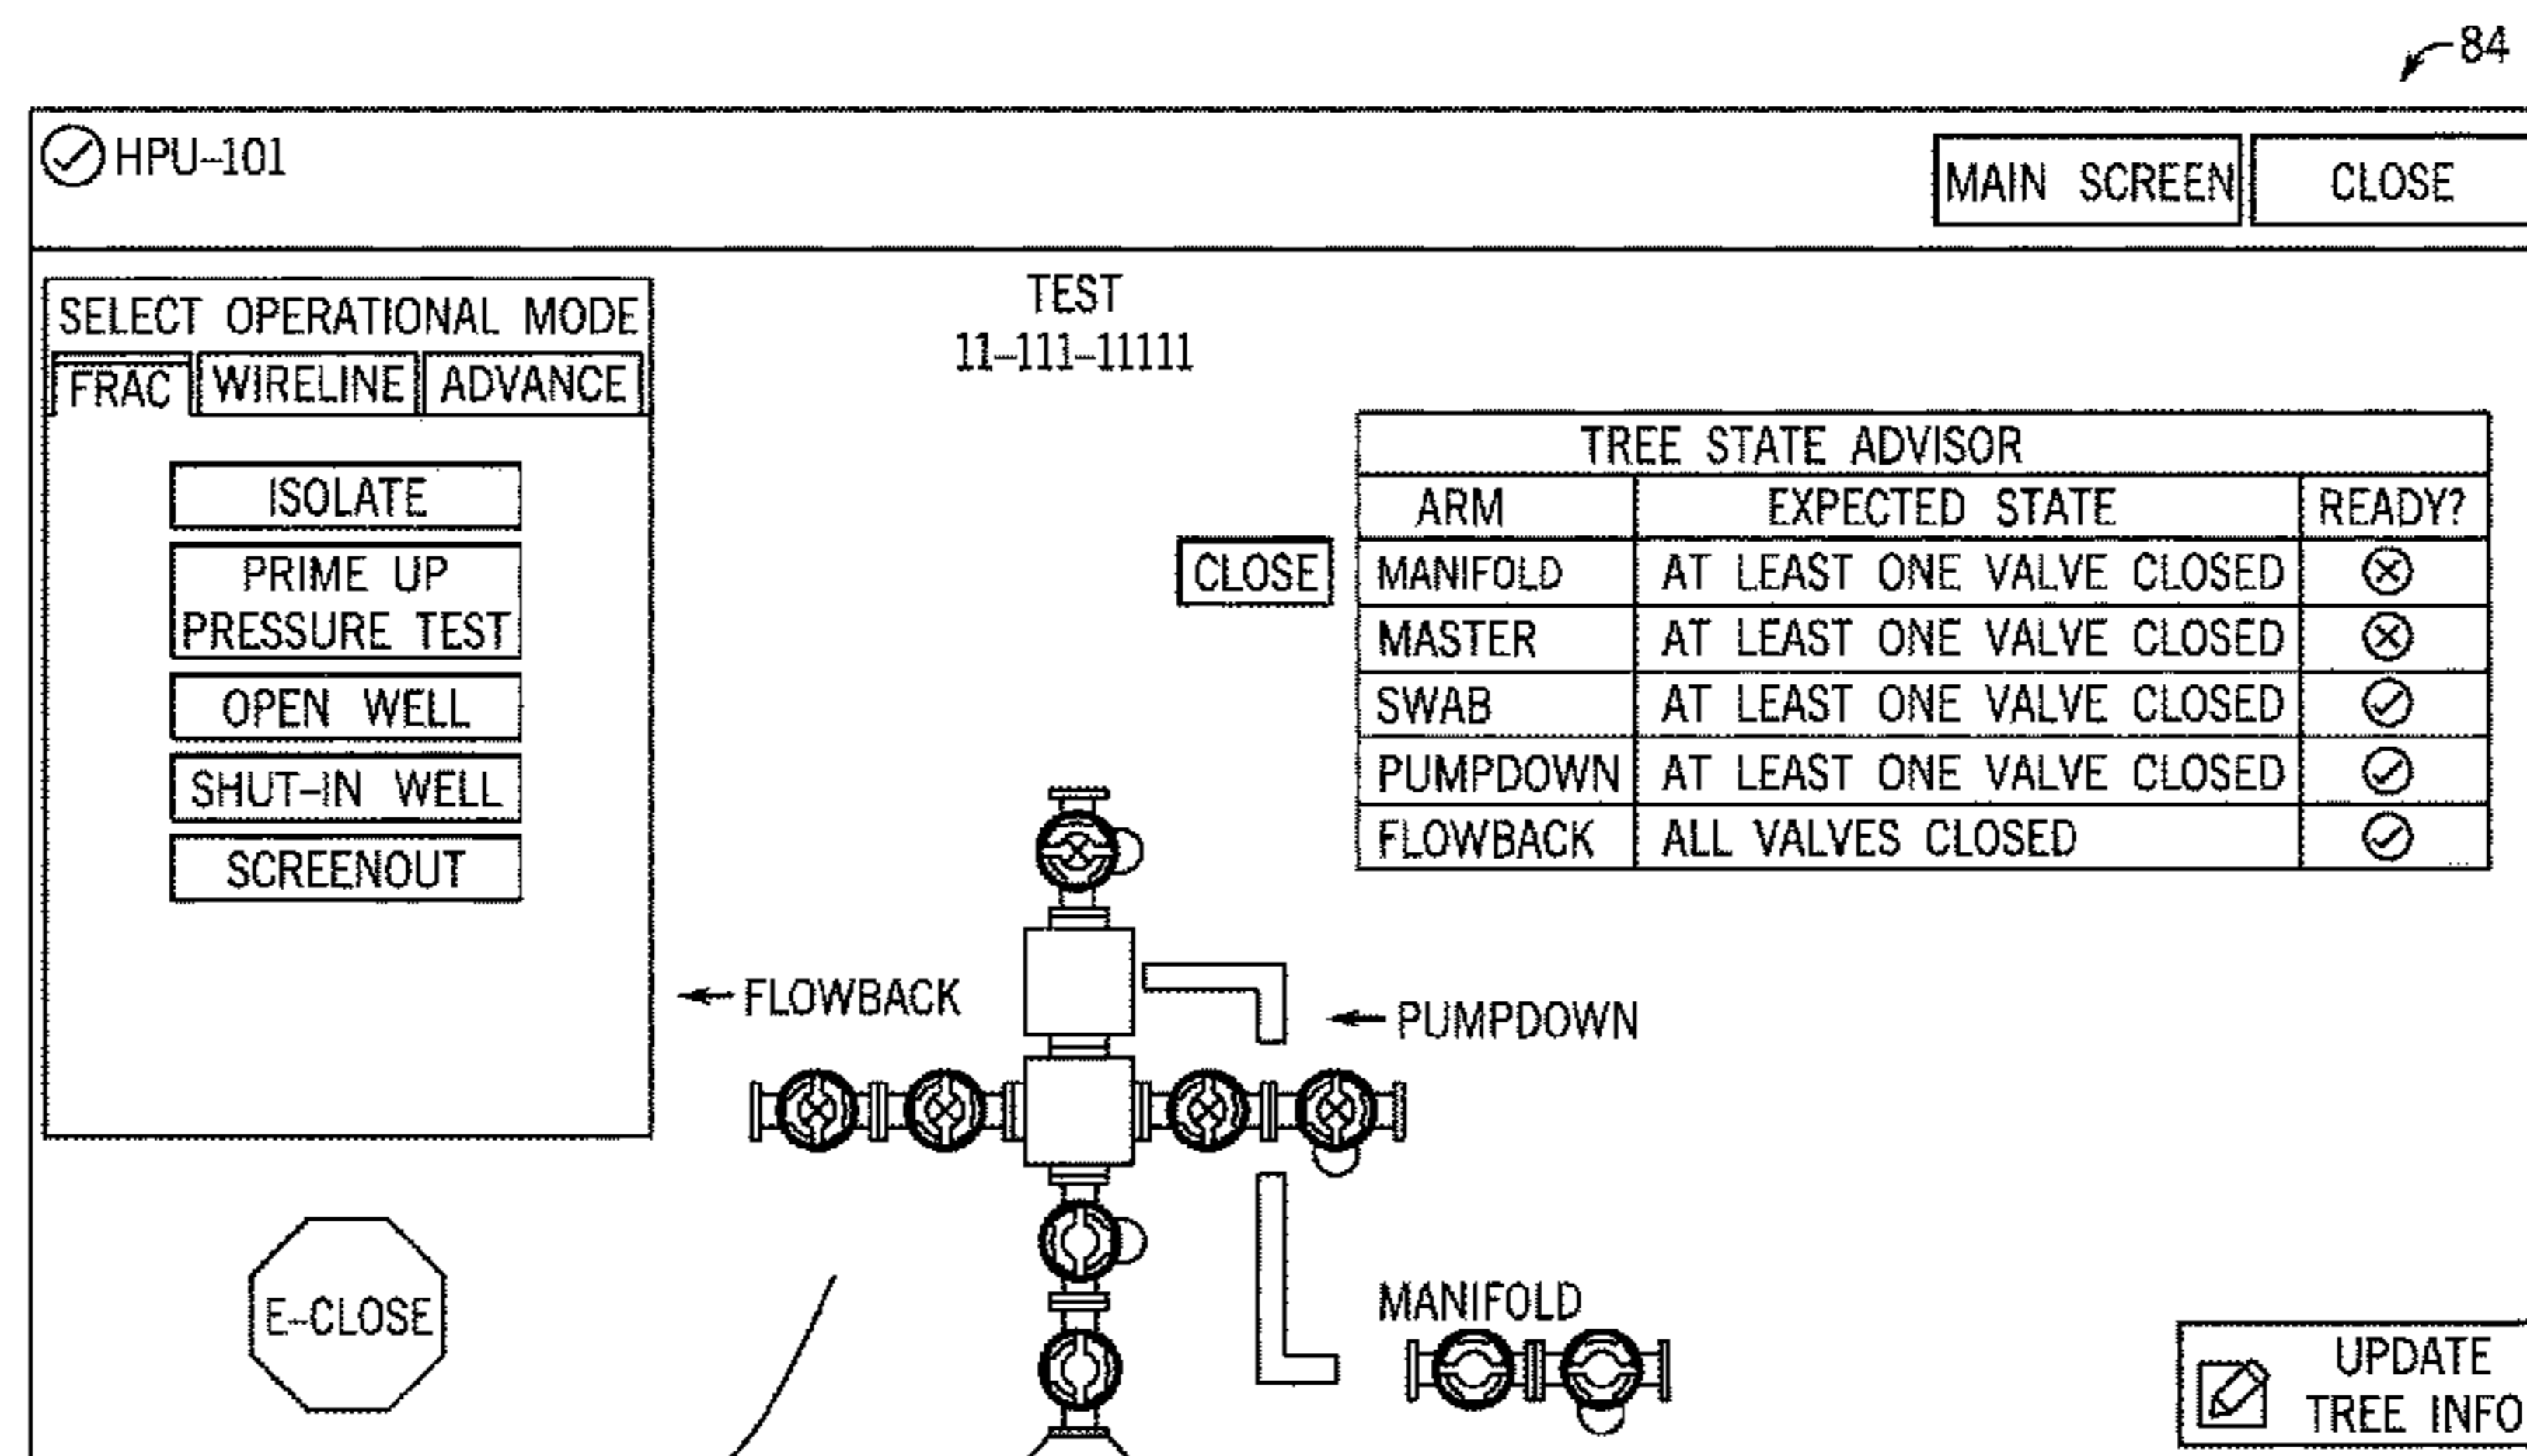 84
HPU-101
MAIN SCREEN
CLOSE
SELECT OPERATIONAL MODE
FRAC WIRELINE ADVANCE
ISOLATE
PRIME UP
PRESSURE TEST
OPEN WELL
SHUT-IN WELL
SCREENOUT
E-CLOSE
TEST
11-111-11111
TREE STATE ADVISOR
ARM EXPECTED STATE READY?
CLOSE
MANIFOLD AT LEAST ONE VALVE CLOSED
MASTER AT LEAST ONE VALVE CLOSED
SWAB AT LEAST ONE VALVE CLOSED
PUMPDOWN AT LEAST ONE VALVE CLOSED
FLOWBACK ALL VALVES CLOSED
FLOWBACK
PUMPDOWN
MANIFOLD
UPDATE
TREE INFO